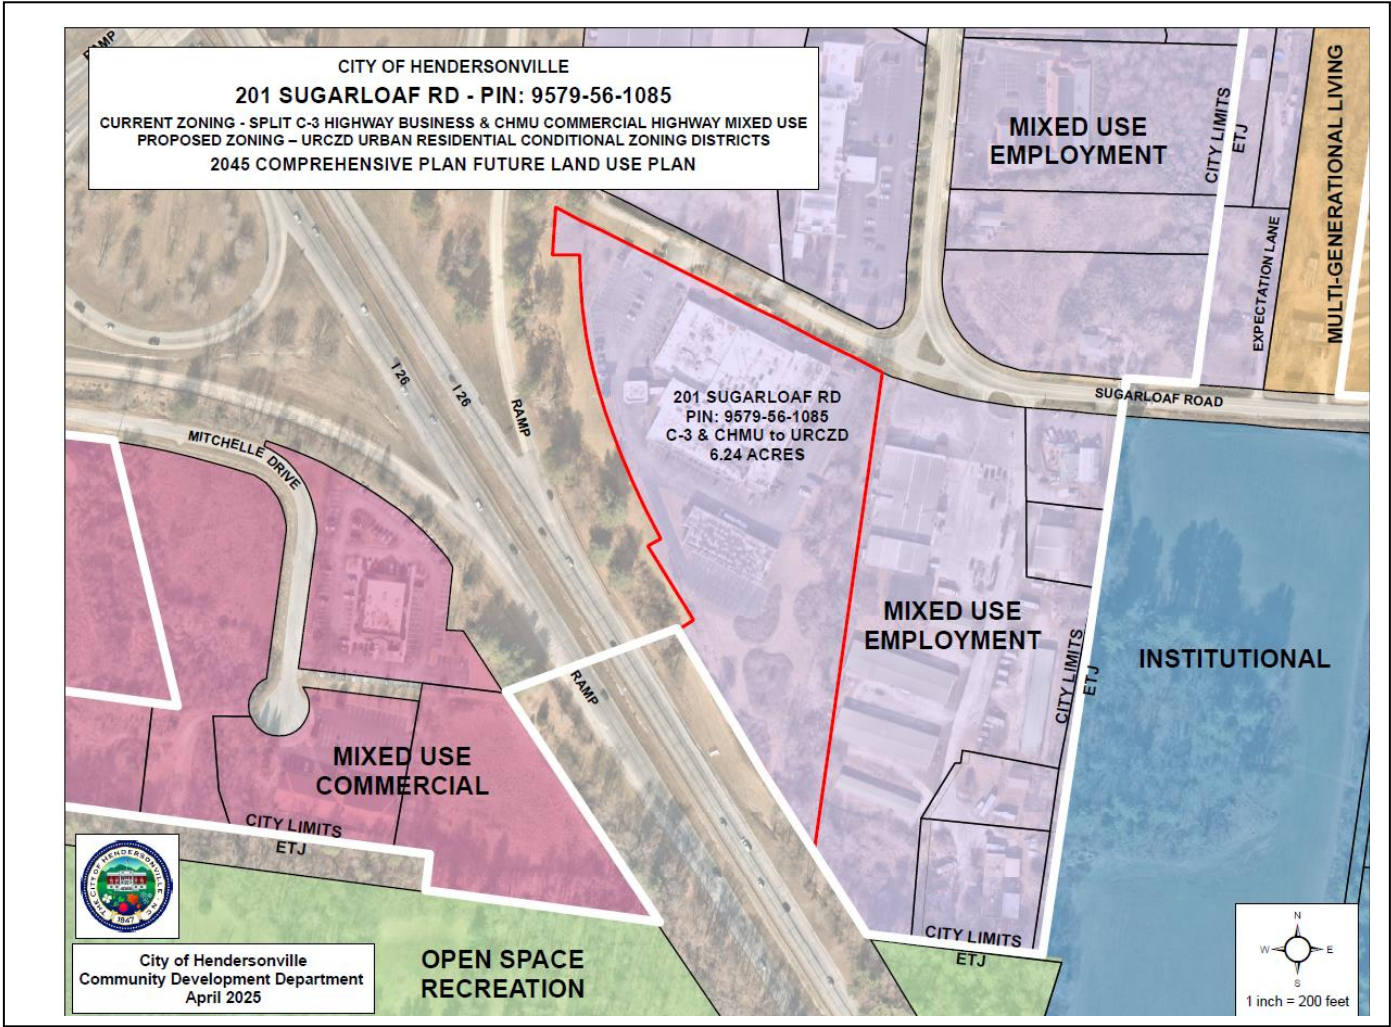 RAMP
CITY OF HENDERSONVILLE
201 SUGARLOAF RD - PIN: 9579-56-1085
CURRENT ZONING - SPLIT C-3 HIGHWAY BUSINESS & CHMU COMMERCIAL HIGHWAY MIXED USE
PROPOSED ZONING – URCZD URBAN RESIDENTIAL CONDITIONAL ZONING DISTRICTS
2045 COMPREHENSIVE PLAN FUTURE LAND USE PLAN
MIXED USE
EMPLOYMENT
CITY LIMITS
ETJ
MULTI-GENERATIONAL LIVING
EXPECTATION LANE
I 26
I 26
RAMP
201 SUGARLOAF RD
PIN: 9579-56-1085
C-3 & CHMU to URCZD
6.24 ACRES
SUGARLOAF ROAD
MITCHELLE DRIVE
MIXED USE
EMPLOYMENT
CITY LIMITS
ETJ
INSTITUTIONAL
RAMP
MIXED USE
COMMERCIAL
CITY LIMITS
ETJ
THE CITY OF HENDERSONVILLE N.C.
1847
City of Hendersonville
Community Development Department
April 2025
OPEN SPACE
RECREATION
CITY LIMITS
ETJ
N
W
E
S
1 inch = 200 feet